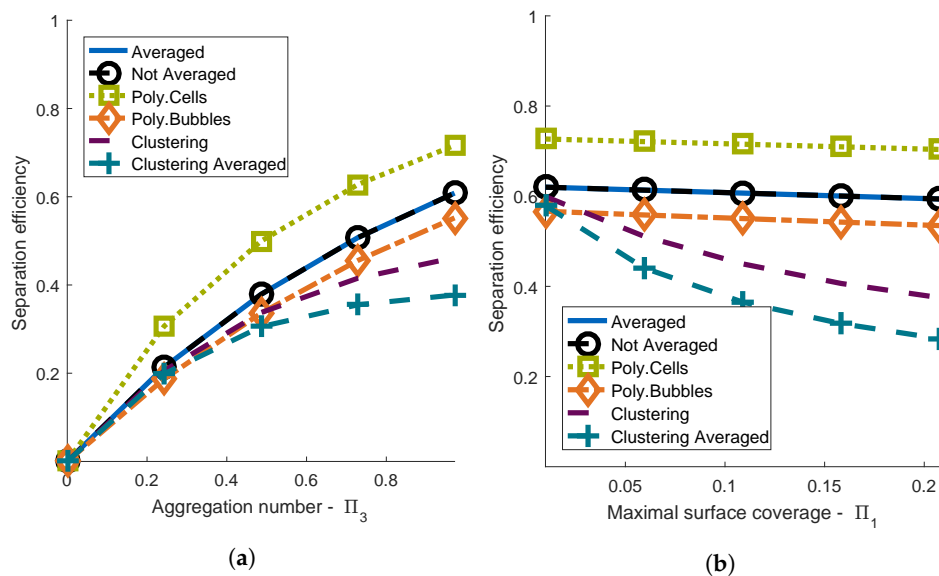 1
0.8
0.6
0.4
0.2
0 0.2 0.4 0.6 0.8
Separation efficiency
Aggregation number - Π3
Averaged
Not Averaged
Poly.Cells
Poly.Bubbles
Clustering
Clustering Averaged
(a)
1
0.8
0.6
0.4
0.2
0.05 0.1 0.15 0.2
Separation efficiency
Maximal surface coverage - Π1
Averaged
Not Averaged
Poly.Cells
Poly.Bubbles
Clustering
Clustering Averaged
(b)